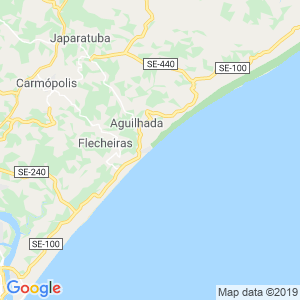 Japaratuba
SE-440
SE-100
Carmópolis
Aguilhada
Flecheiras
SE-240
SE-100
Google
Map data ©2019